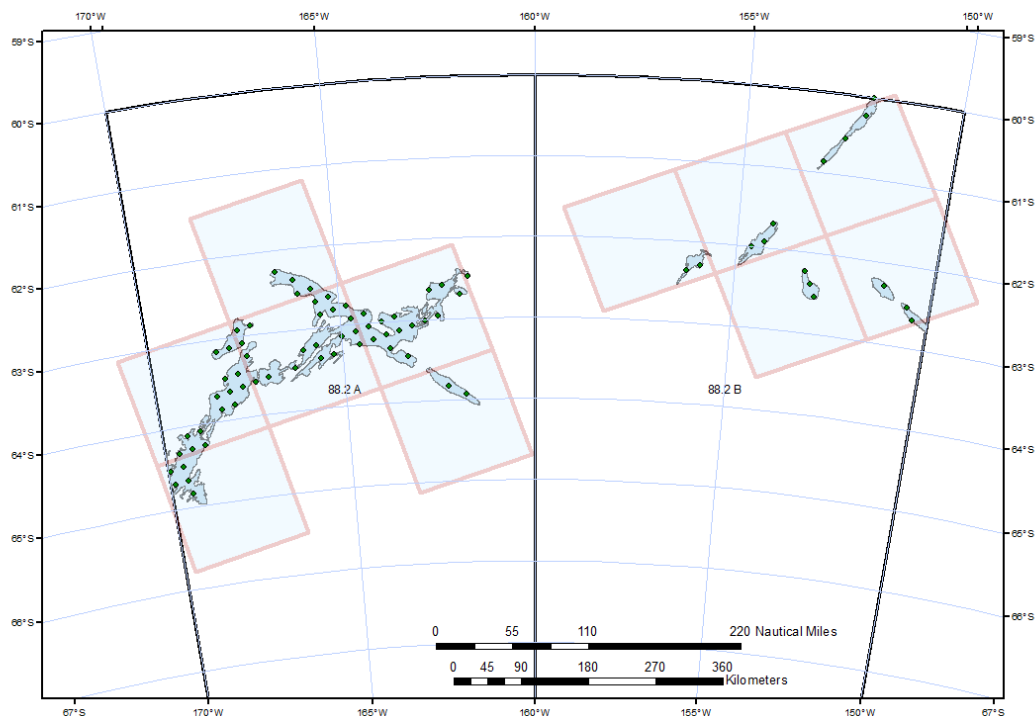 170°W 165°W 160°W 155°W 150°W
59°S 59°S
60°S 60°S
61°S 61°S
62°S 62°S
63°S 63°S
88.2 A 88.2 B
64°S 64°S
65°S 65°S
66°S 66°S
0 55 110 220 Nautical Miles
0 45 90 180 270 360
Kilometers
67°S 170°W 165°W 160°W 155°W 150°W 67°S